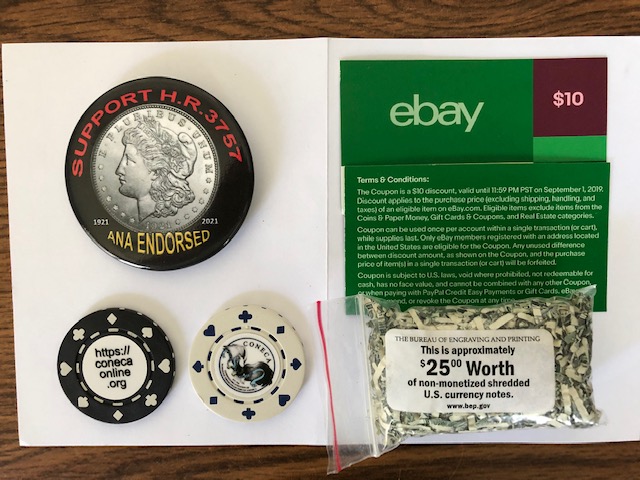 SUPPORT H.R.3757
E PLURIBUS UNUM
1921
2021
ANA ENDORSED
ebay
$10
Terms & Conditions:
The Coupon is a $10 discount, valid until 11:59 PM PST on September 1, 2019.
Discount applies to the purchase price (excluding shipping, handling, and
taxes) of an eligible item on eBay.com. Eligible items exclude items from the
Coins & Paper Money, Gift Cards & Coupons, and Real Estate categories.
Coupon can be used once per account within a single transaction (or cart),
while supplies last. Only eBay members registered with an address located
in the United States are eligible for the Coupon. Any unused difference
between discount amount, as shown on the Coupon, and the purchase
price of item(s) in a single transaction (or cart) will be forfeited.
Coupon is subject to U.S. laws, void where prohibited, not redeemable for
cash, has no face value, and cannot be combined with any other Coupon,
or when paying with PayPal Credit Easy Payments or Gift Cards. eBay
or revoke the Coupon at any time
https://
coneca
online
.org
CONECA
THE BUREAU OF ENGRAVING AND PRINTING
This is approximately
$25 00 Worth
of non-monetized shredded
U.S. currency notes.
www.bep.gov